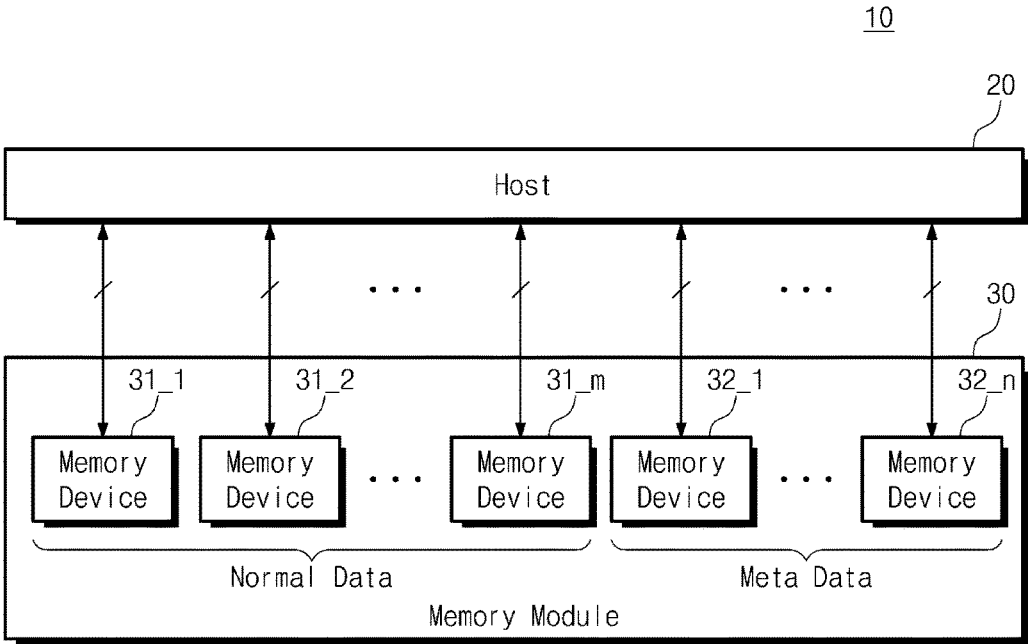 10
20
Host
... ...
30
31_1 31_2 31_m 32_1 32_n
Memory Device Memory Device ... Memory Device Memory Device ... Memory Device
Normal Data Meta Data
Memory Module